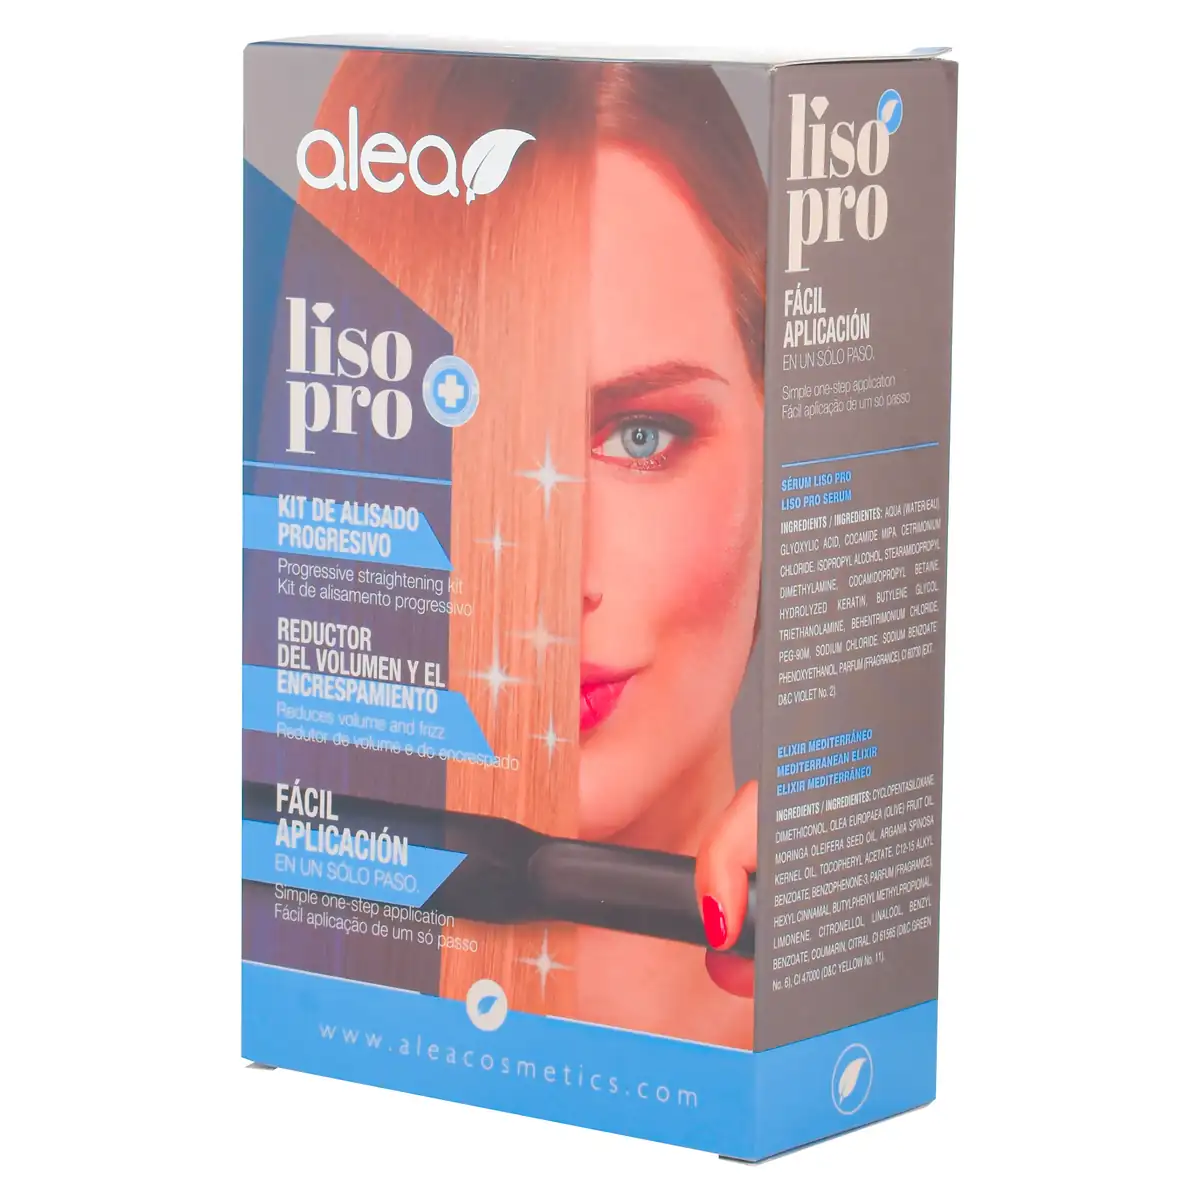 alea
liso
pro
KIT DE ALISADO
PROGRESIVO
Progressive straightening kit
Kit de alisamento progressivo
REDUCTOR
DEL VOLUMEN Y EL
ENCRESPAMIENTO
Reduces volume and frizz
Redutor de volume e do encrespado
FÁCIL
APLICACIÓN
EN UN SÓLO PASO.
Simple one-step application
Fácil aplicação de um só passo
www.aleacosmetics.com
liso
pro
FÁCIL
APLICACIÓN
EN UN SÓLO PASO.
Simple one-step application
Fácil aplicação de um só passo
SÉRUM LISO PRO
LISO PRO SERUM
INGREDIENTS / INGREDIENTES: AQUA (WATER/EAU),
GLYOXYLIC ACID, COCAMIDE MIPA, CETRIMONIUM
CHLORIDE, ISOPROPYL ALCOHOL, STEARAMIDOPROPYL
DIMETHYLAMINE, COCAMIDOPROPYL BETAINE,
HYDROLYZED KERATIN, BUTYLENE GLYCOL,
TRIETHANOLAMINE, BEHENTRIMONIUM CHLORIDE,
PEG-90M, SODIUM CHLORIDE, SODIUM BENZOATE,
PHENOXYETHANOL, PARFUM (FRAGRANCE), CI 60730 EXT.
D&C VIOLET No. 2).
ELIXIR MEDITERRÁNEO
MEDITERRANEAN ELIXIR
ELIXIR MEDITERRÂNEO
INGREDIENTS / INGREDIENTES: CYCLOPENTASILOXANE,
DIMETHICONOL, OLEA EUROPAEA (OLIVE) FRUIT OIL,
MORINGA OLEIFERA SEED OIL, ARGANIA SPINOSA
KERNEL OIL, TOCOPHERYL ACETATE, C12-15 ALKYL
BENZOATE, BENZOPHENONE-3, PARFUM (FRAGRANCE),
HEXYL CINNAMAL, BUTYLPHENYL METHYLPROPIONAL,
LIMONENE, CITRONELLOL, LINALOOL, BENZYL
BENZOATE, COUMARIN, CITRAL, CI 61565 (D&C GREEN
No. 6), CI 47000 (D&C YELLOW No. 11).